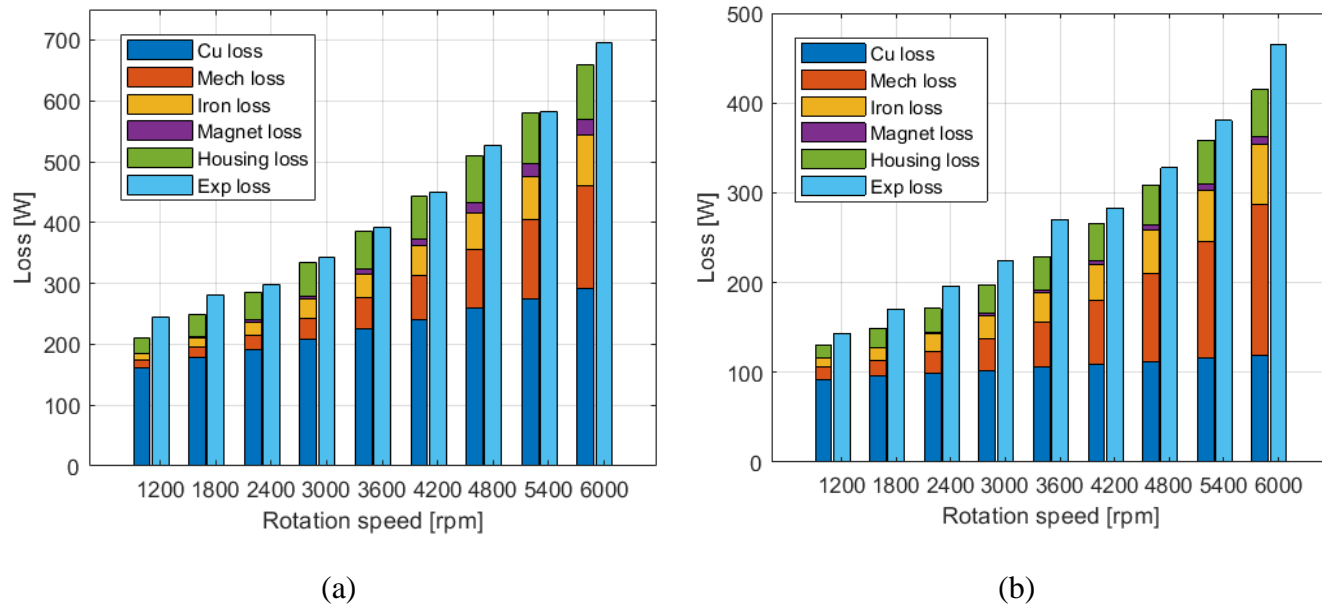 700
600
500
400
300
200
100
0
Loss [W]
Cu loss
Mech loss
Iron loss
Magnet loss
Housing loss
Exp loss
1200 1800 2400 3000 3600 4200 4800 5400 6000
Rotation speed [rpm]
(a)
500
400
300
200
100
0
Loss [W]
Cu loss
Mech loss
Iron loss
Magnet loss
Housing loss
Exp loss
1200 1800 2400 3000 3600 4200 4800 5400 6000
Rotation speed [rpm]
(b)